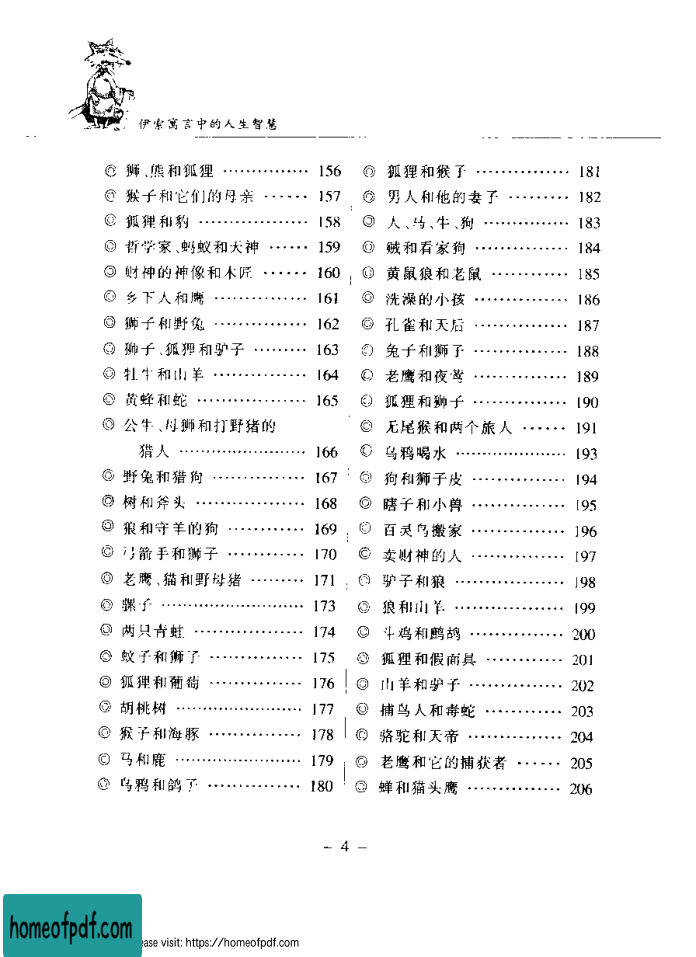 伊索寓言中的人生智慧
◎ 狮、熊和狐狸 ·············· 156
◎ 猴子和它们的母亲 ······ 157
◎ 狐狸和豹 ·················· 158
◎ 哲学家、蚂蚁和天神 ······ 159
◎ 财神的神像和木匠 ······· 160
◎ 乡下人和鹰 ··············· 161
◎ 狮子和野兔 ··············· 162
◎ 狮子、狐狸和驴子 ········· 163
◎ 牡牛和山羊 ··············· 164
◎ 黄蜂和蛇 ·················· 165
◎ 公牛、母狮和打野猪的
猎人 ······················· 166
◎ 野兔和猎狗 ··············· 167
◎ 树和斧头 ·················· 168
◎ 狼和守羊的狗 ············ 169
◎ 弓箭手和狮子 ············ 170
◎ 老鹰、猫和野母猪 ········· 171
◎ 骡子 ························ 173
◎ 两只青蛙 ·················· 174
◎ 蚊子和狮子 ··············· 175
◎ 狐狸和葡萄 ··············· 176
◎ 胡桃树 ····················· 177
◎ 猴子和海豚 ··············· 178
◎ 马和鹿 ····················· 179
◎ 乌鸦和鸽子 ··············· 180
◎ 狐狸和猴子 ··············· 181
◎ 男人和他的妻子 ········· 182
◎ 人、马、牛、狗 ·············· 183
◎ 贼和看家狗 ··············· 184
◎ 黄鼠狼和老鼠 ············ 185
◎ 洗澡的小孩 ··············· 186
◎ 孔雀和天后 ··············· 187
◎ 兔子和狮子 ··············· 188
◎ 老鹰和夜莺 ··············· 189
◎ 狐狸和狮子 ··············· 190
◎ 无尾猴和两个旅人 ······ 191
◎ 乌鸦喝水 ·················· 193
◎ 狗和狮子皮 ··············· 194
◎ 瞎子和小兽 ··············· 195
◎ 百灵鸟搬家 ··············· 196
◎ 卖财神的人 ··············· 197
◎ 驴子和狼 ·················· 198
◎ 狼和山羊 ·················· 199
◎ 斗鸡和鹧鸪 ··············· 200
◎ 狐狸和假面具 ············ 201
◎ 山羊和驴子 ··············· 202
◎ 捕鸟人和毒蛇 ············ 203
◎ 骆驼和天帝 ··············· 204
◎ 老鹰和它的捕获者 ······ 205
◎ 蝉和猫头鹰 ··············· 206
– 4 –
homeofpdf.com
ease visit: https://homeofpdf.com